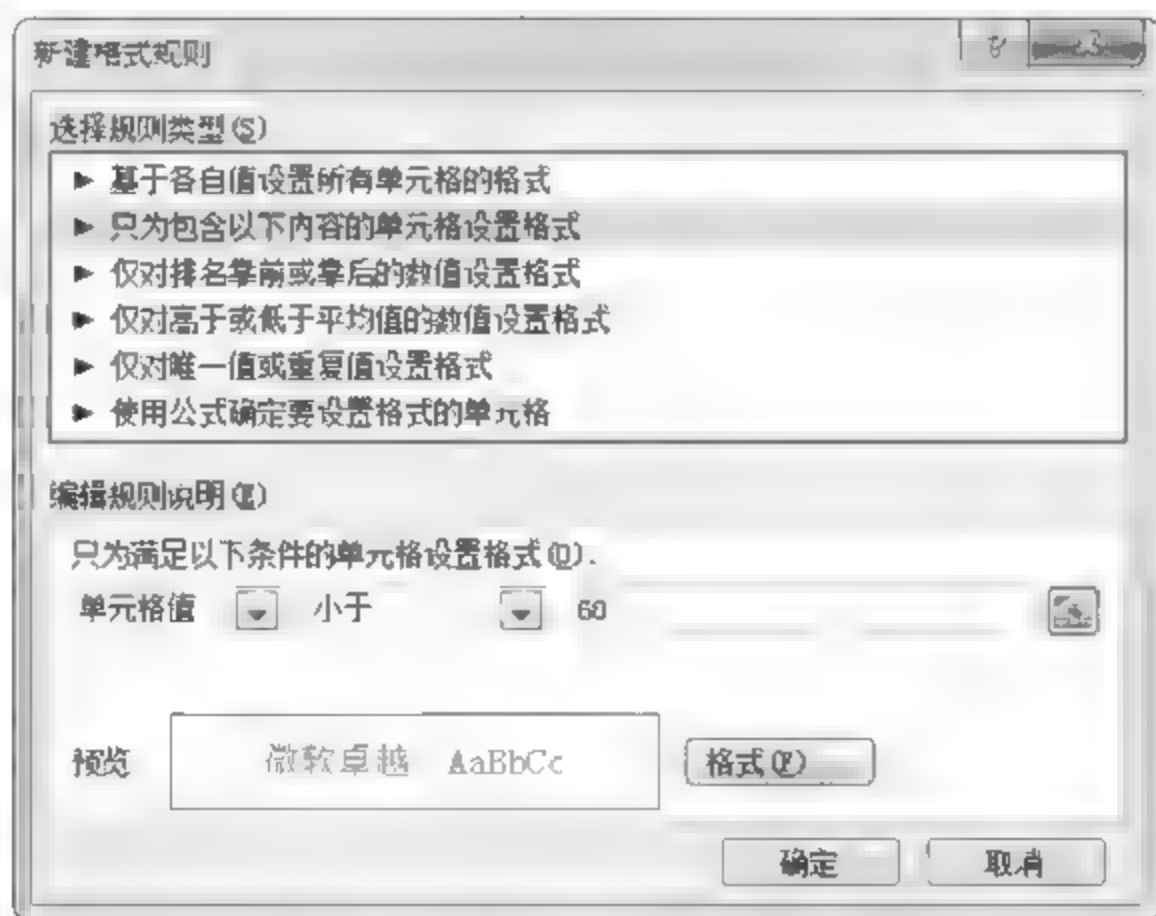 新建格式规则
选择规则类型(S)
► 基于各自值设置所有单元格的格式
► 只为包含以下内容的单元格设置格式
► 仅对排名靠前或靠后的数值设置格式
► 仅对高于或低于平均值的数值设置格式
► 仅对唯一值或重复值设置格式
► 使用公式确定要设置格式的单元格
编辑规则说明(E)
只为满足以下条件的单元格设置格式(O):
单元格值 小于 60
预览 微软卓越 AaBbCc 格式(F)
确定 取消